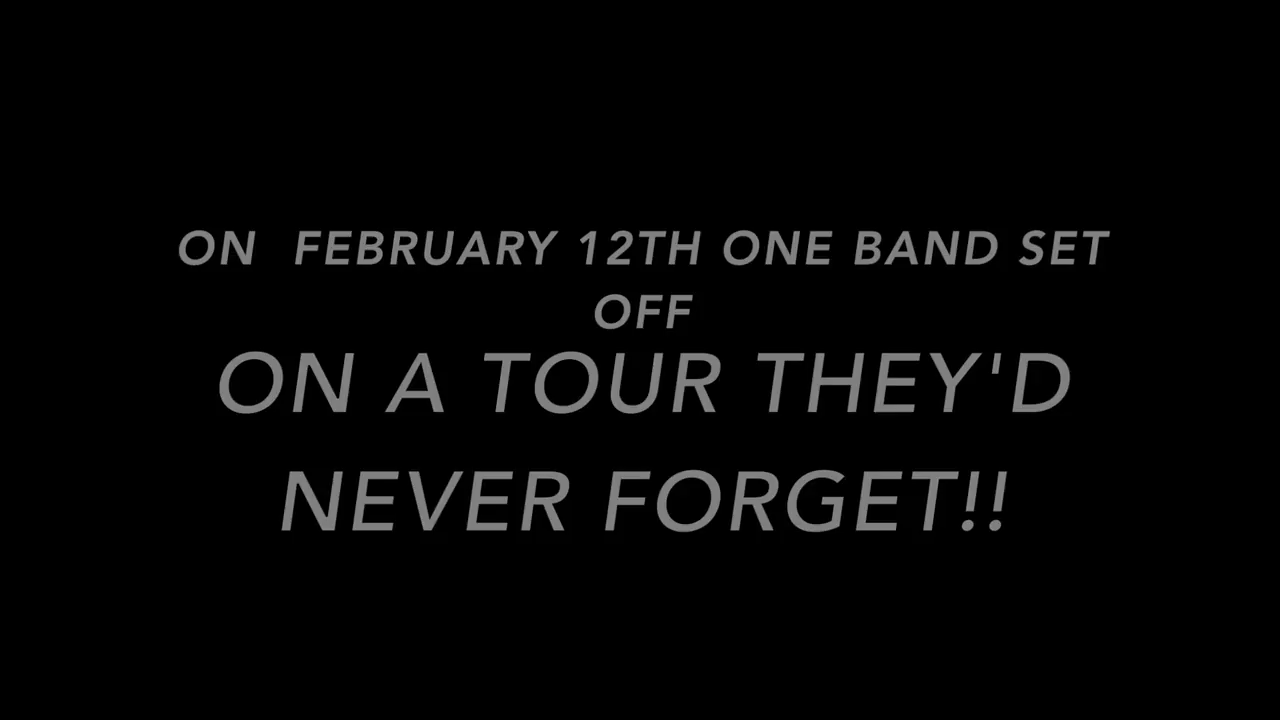 ON  FEBRUARY 12TH ONE BAND SET
OFF
ON A TOUR THEY'D
NEVER FORGET!!